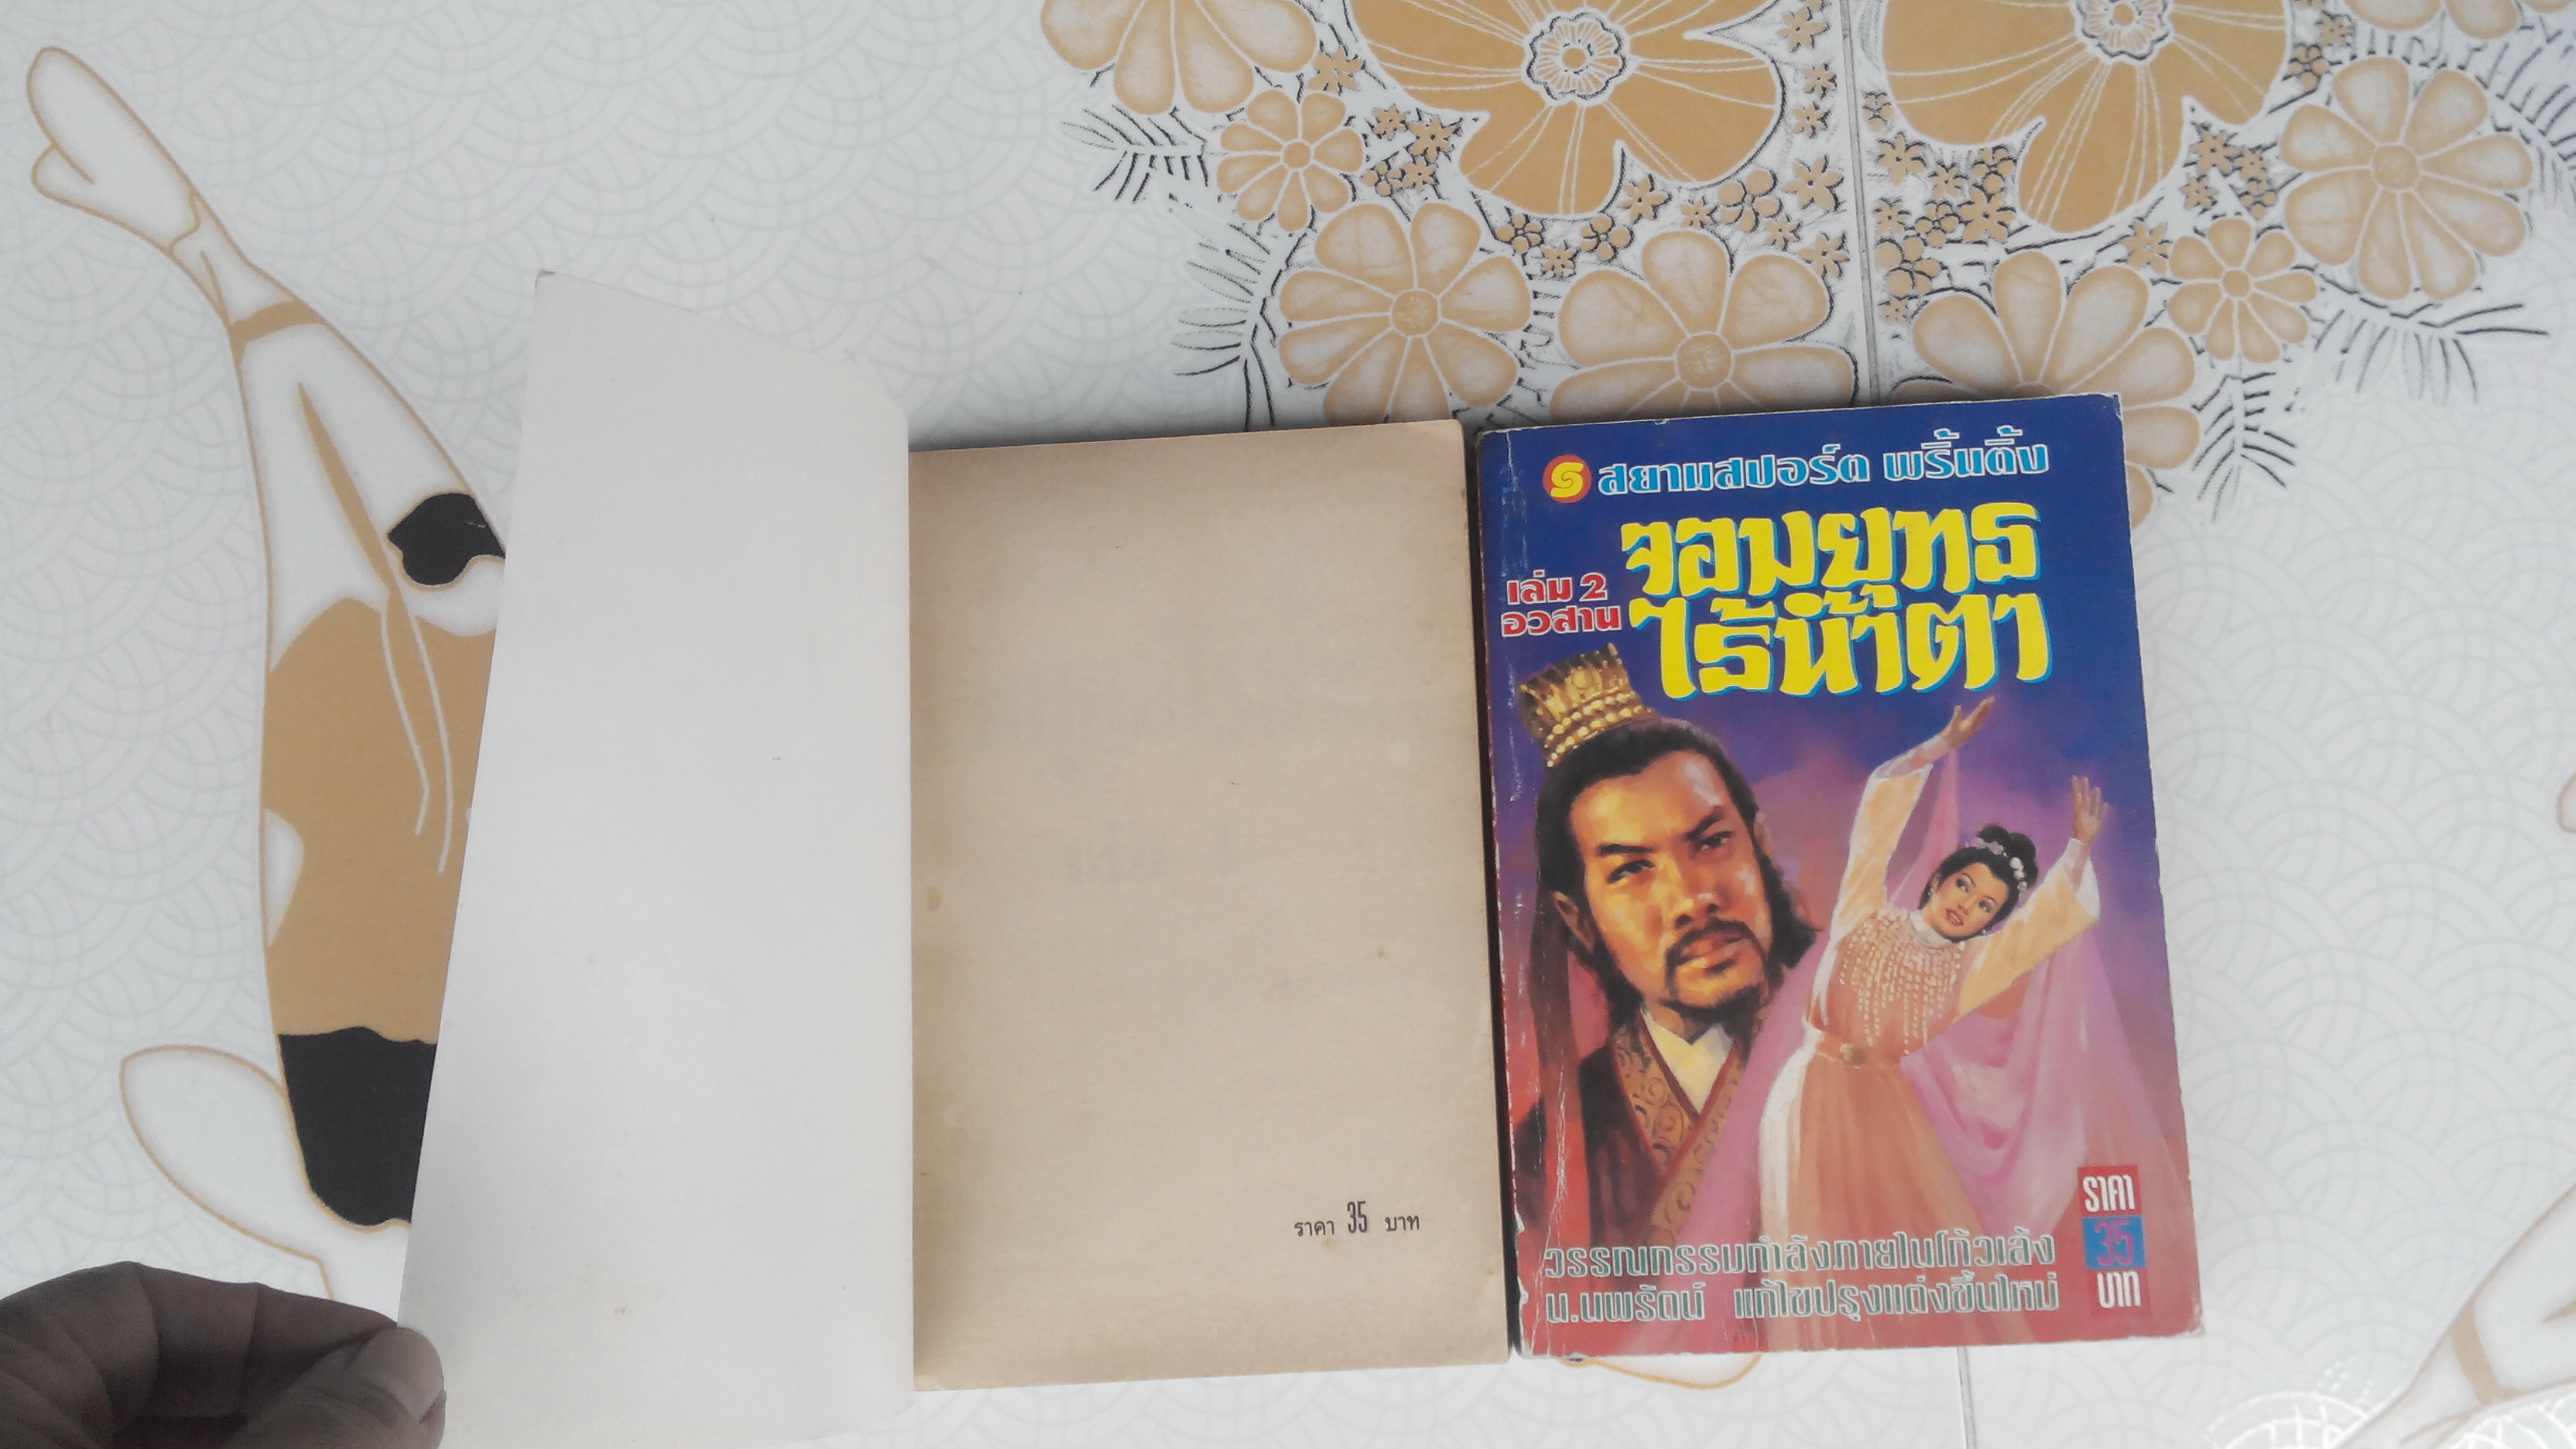 ราคา 35 บาท
สยามสปอร์ต พริ้นติ้ง
จอมยุทธ
ไร้น้ำตา
เล่ม 2
อวสาน
ราคา
35
บาท
วรรณกรรมกำลังภายในโก้วเล้ง
น.นพรัตน์ แก้ไขปรุงแต่งขึ้นใหม่